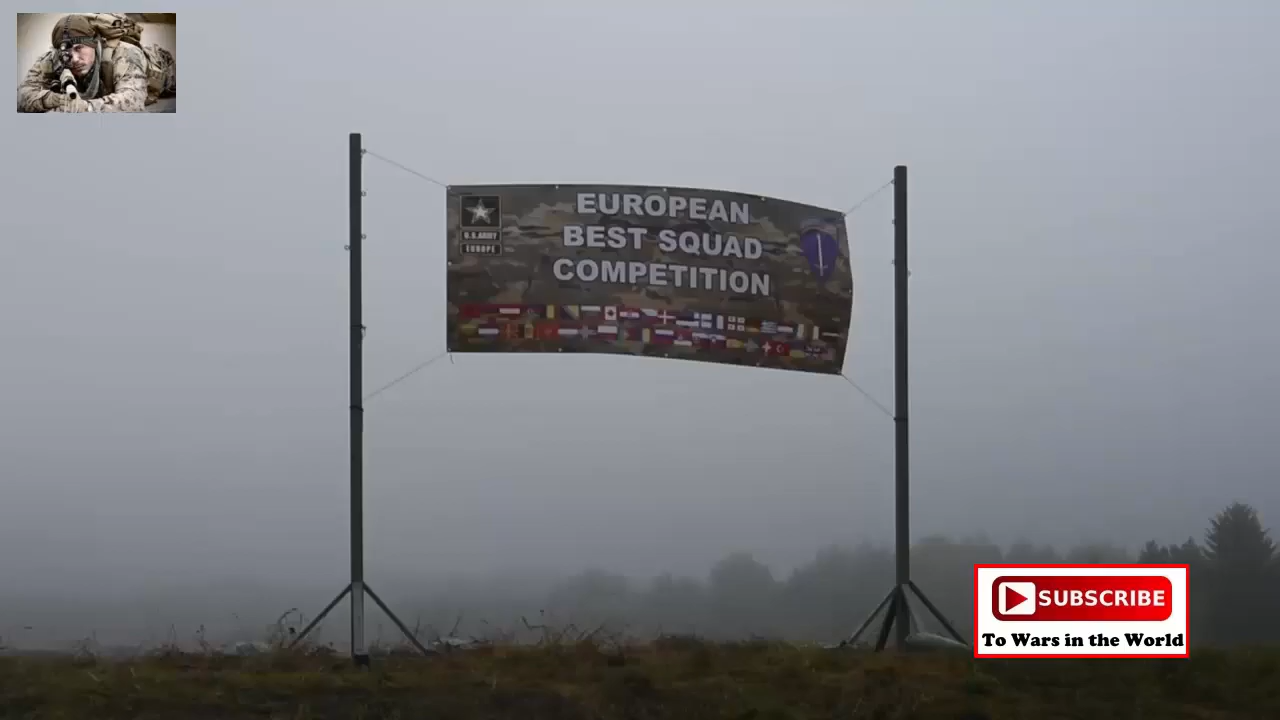 EUROPEAN
BEST SQUAD
COMPETITION
U.S. ARMY
EUROPE
SUBSCRIBE
To Wars in the World